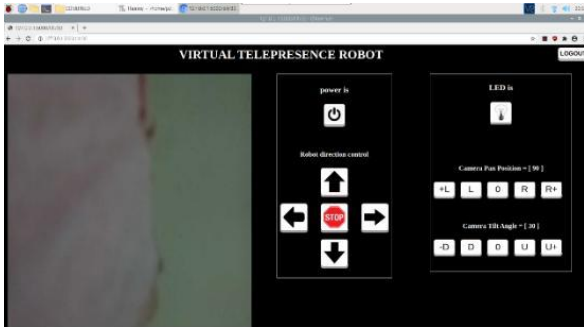 VIRTUAL TELEPRESENCE ROBOT
LOGOUT
power is
Robot direction control
STOP
LED is
Camera Pan Position = [ 90 ]
+L L 0 R R+
Camera Tilt Angle = [ 30 ]
-D D 0 U U+